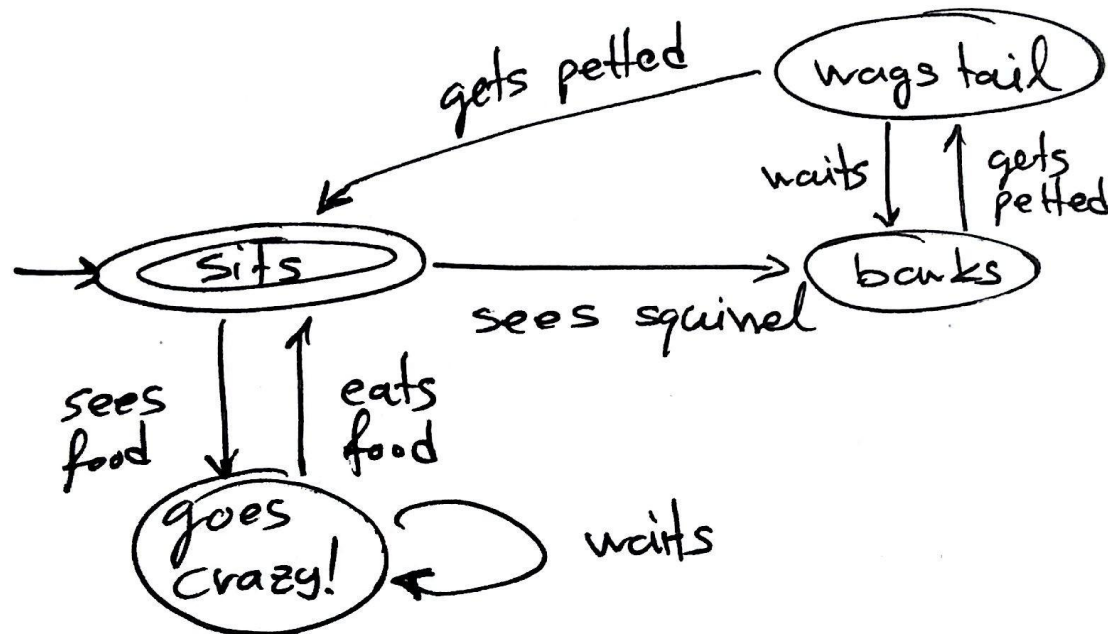 gets petted
wags tail
waits
gets
petted
sits
barks
sees squirrel
sees
food
eats
food
goes
crazy!
waits